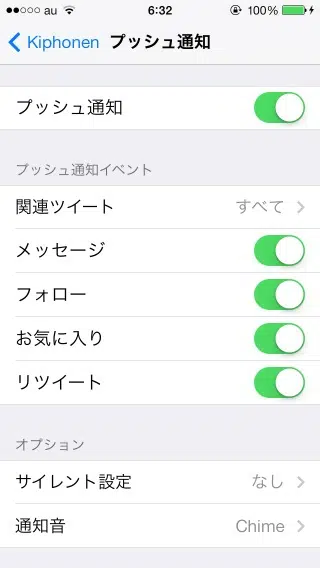 au 6:32 100%
Kiphonen プッシュ通知
プッシュ通知
プッシュ通知イベント
関連ツイート すべて
メッセージ
フォロー
お気に入り
リツイート
オプション
サイレント設定 なし
通知音 Chime